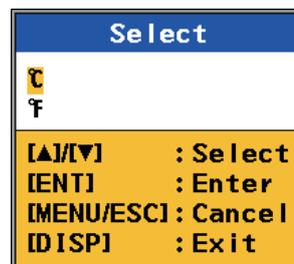 Select
℃
℉
[▲]/[▼] :Select
[ENT] :Enter
[MENU/ESC]:Cancel
[DISP] :Exit